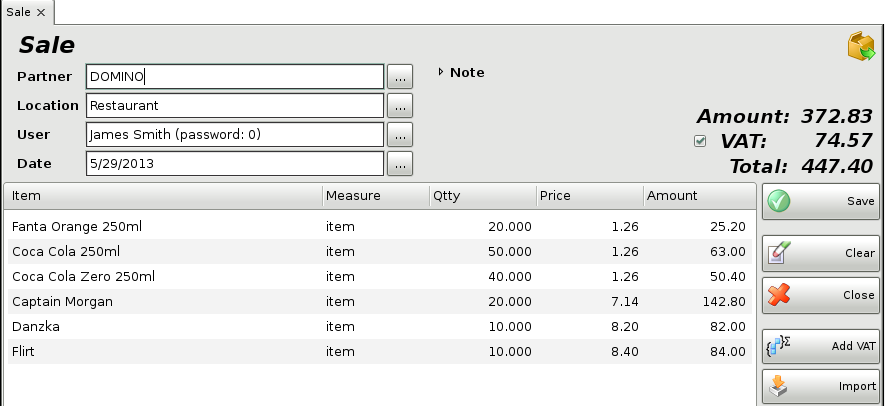 Sale ×
Sale
Partner DOMINO ...
Note
Location Restaurant ...
User James Smith (password: 0) ...
Date 5/29/2013 ...
Amount: 372.83
VAT: 74.57
Total: 447.40
Item Measure Qtty Price Amount
Fanta Orange 250ml item 20.000 1.26 25.20
Coca Cola 250ml item 50.000 1.26 63.00
Coca Cola Zero 250ml item 40.000 1.26 50.40
Captain Morgan item 20.000 7.14 142.80
Danzka item 10.000 8.20 82.00
Flirt item 10.000 8.40 84.00
Save
Clear
Close
Add VAT
Import